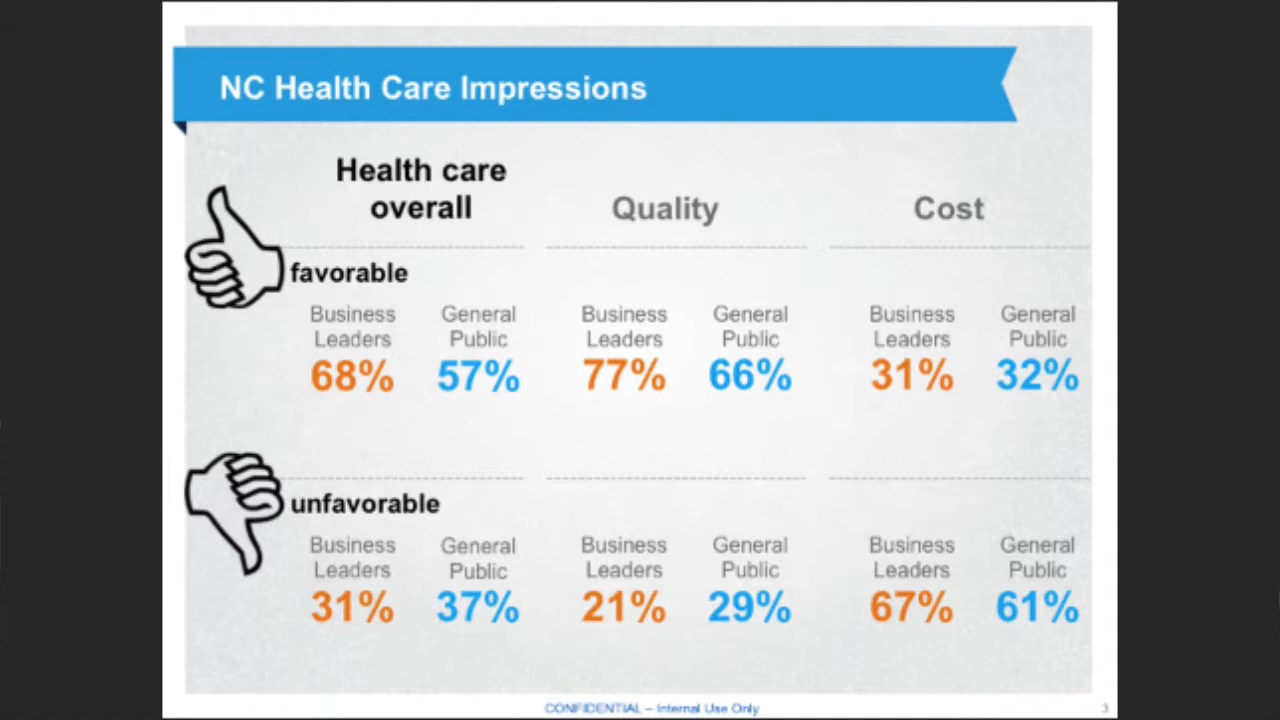 NC Health Care Impressions
Health care
overall
Quality
Cost
favorable
Business General Business General Business General
Leaders Public Leaders Public Leaders Public
68% 57% 77% 66% 31% 32%
unfavorable
Business General Business General Business General
Leaders Public Leaders Public Leaders Public
31% 37% 21% 29% 67% 61%
CONFIDENTIAL – Internal Use Only
3